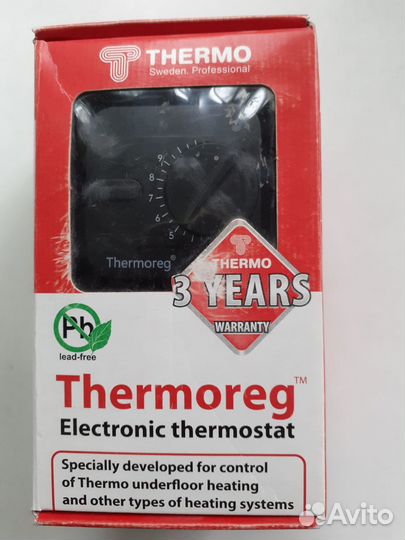 THERMO
Sweden. Professional
9
8
7
6
5
Thermoreg®
THERMO
3 YEARS
WARRANTY
Pb
lead-free
Thermoreg™
Electronic thermostat
Specially developed for control
of Thermo underfloor heating
and other types of heating systems
Avito